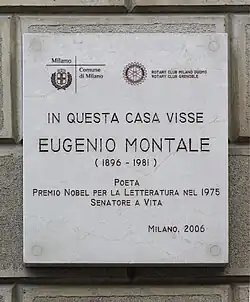 Milano
Comune
di Milano
ROTARY CLUB MILANO DUOMO
ROTARY CLUB GRENOBLE
IN QUESTA CASA VISSE
EUGENIO MONTALE
( 1896 - 1981 )
POETA
PREMIO NOBEL PER LA LETTERATURA NEL 1975
SENATORE A VITA
MILANO, 2006